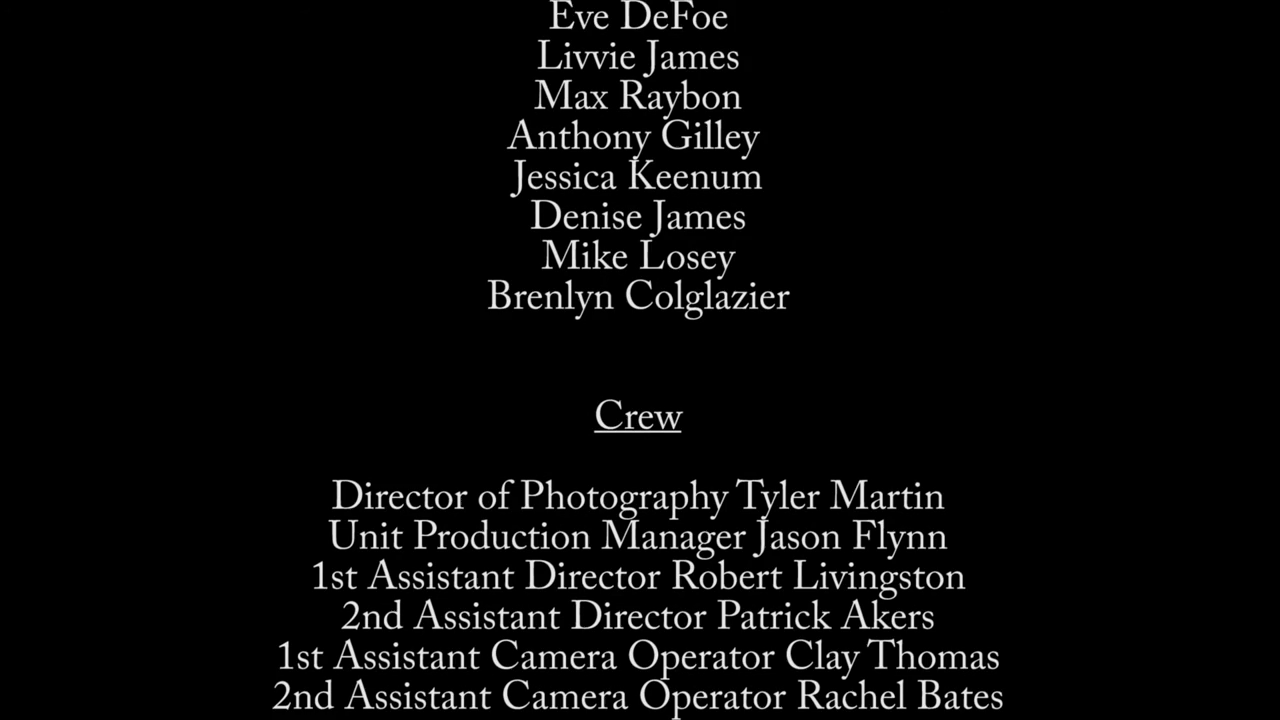 Eve DeFoe
Livvie James
Max Raybon
Anthony Gilley
Jessica Keenum
Denise James
Mike Losey
Brenlyn Colglazier
Crew
Director of Photography Tyler Martin
Unit Production Manager Jason Flynn
1st Assistant Director Robert Livingston
2nd Assistant Director Patrick Akers
1st Assistant Camera Operator Clay Thomas
2nd Assistant Camera Operator Rachel Bates